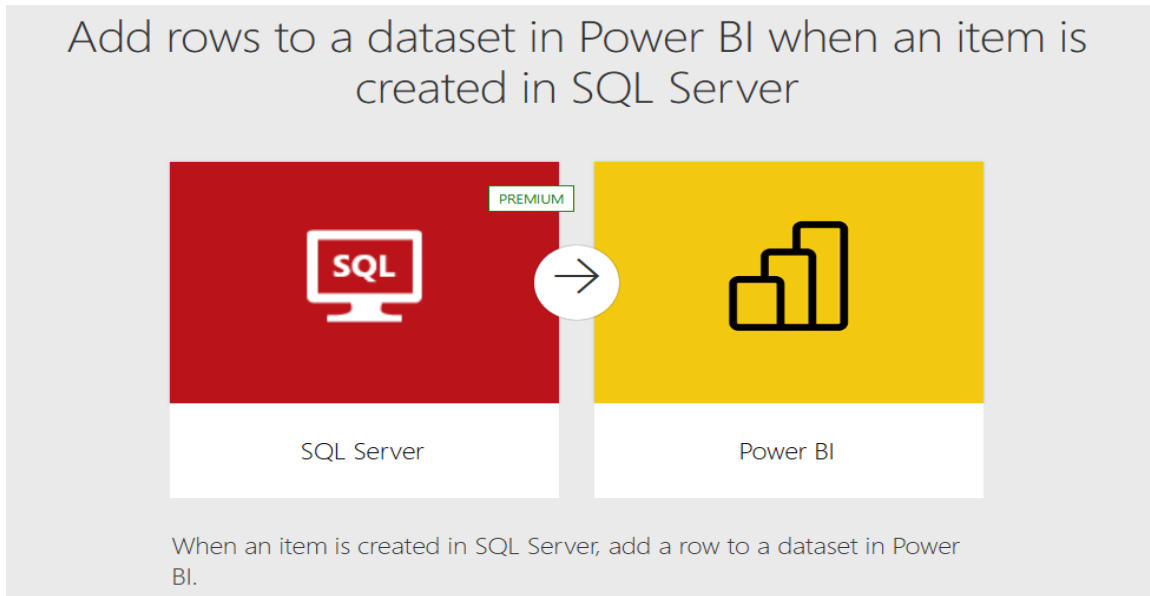 Add rows to a dataset in Power BI when an item is
created in SQL Server
PREMIUM
SQL
SQL Server
Power BI
When an item is created in SQL Server, add a row to a dataset in Power
BI.